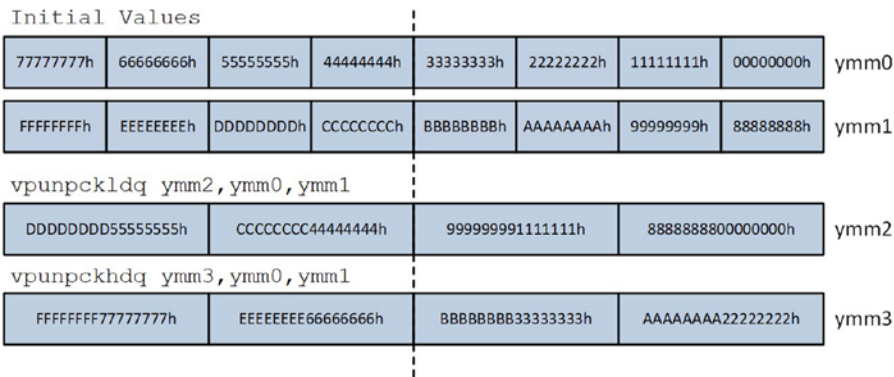 Initial Values
77777777h 66666666h 55555555h 44444444h 33333333h 22222222h 11111111h 00000000h ymm0
FFFFFFFFh EEEEEEEEh DDDDDDDDh CCCCCCCCh BBBBBBBBh AAAAAAAAh 99999999h 88888888h ymm1
vpunpckldq ymm2,ymm0,ymm1
DDDDDDDD55555555h CCCCCCCC44444444h 9999999991111111h 8888888800000000h ymm2
vpunpckhdq ymm3,ymm0,ymm1
FFFFFFFF77777777h EEEEEEEE66666666h BBBBBBBB33333333h AAAAAAAA22222222h ymm3